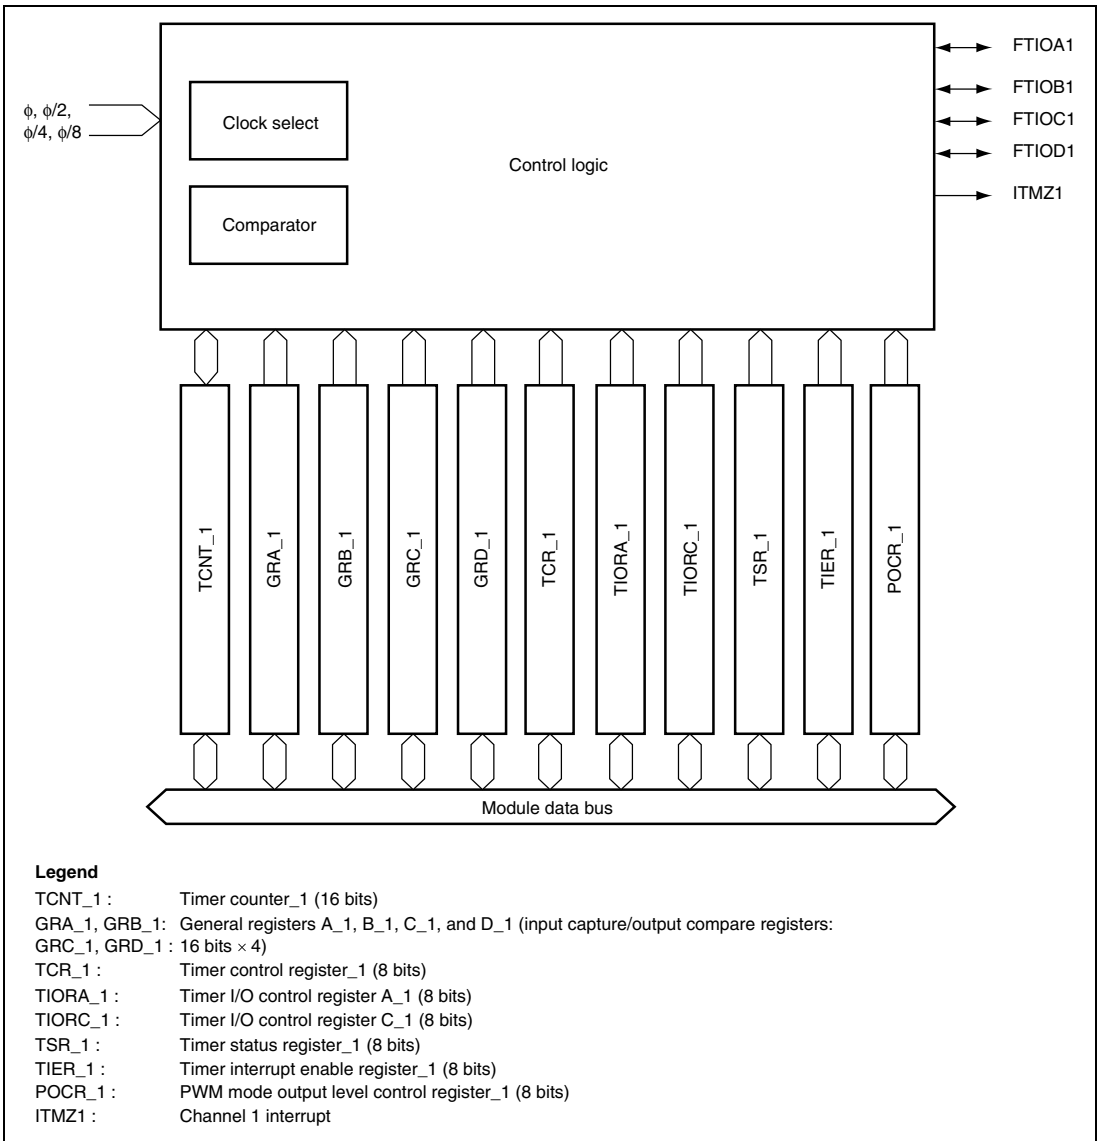 FTIOA1
φ, φ/2,
φ/4, φ/8
Clock select
FTIOB1
FTIOC1
FTIOD1
Control logic
ITMZ1
Comparator
TCNT_1
GRA_1
GRB_1
GRC_1
GRD_1
TCR_1
TIORA_1
TIORC_1
TSR_1
TIER_1
POCR_1
Module data bus
Legend
TCNT_1 : Timer counter_1 (16 bits)
GRA_1, GRB_1: General registers A_1, B_1, C_1, and D_1 (input capture/output compare registers:
GRC_1, GRD_1 : 16 bits × 4)
TCR_1 : Timer control register_1 (8 bits)
TIORA_1 : Timer I/O control register A_1 (8 bits)
TIORC_1 : Timer I/O control register C_1 (8 bits)
TSR_1 : Timer status register_1 (8 bits)
TIER_1 : Timer interrupt enable register_1 (8 bits)
POCR_1 : PWM mode output level control register_1 (8 bits)
ITMZ1 : Channel 1 interrupt